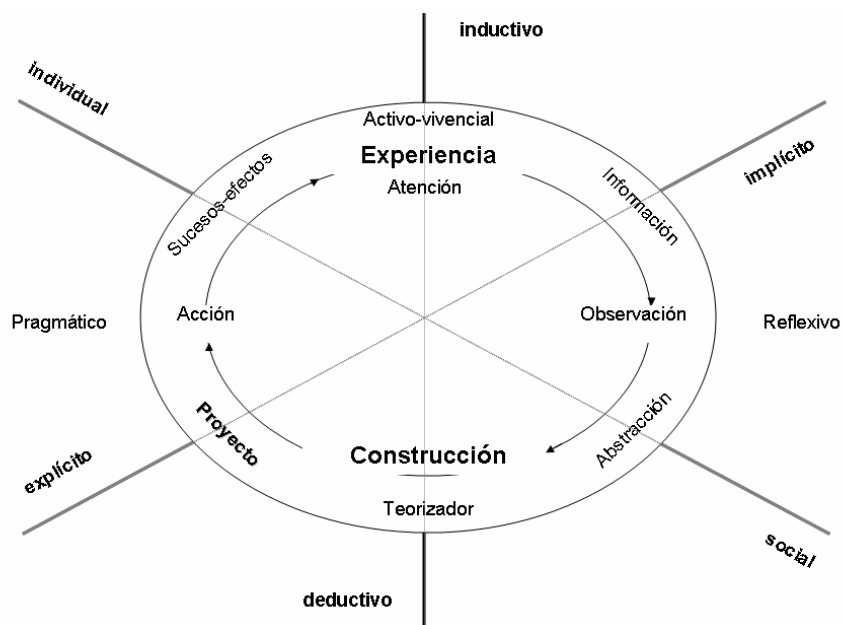 inductivo
individual
Activo-vivencial
Experiencia
implícito
Sucesos-efectos
Atención
Información
Pragmático
Acción
Observación
Reflexivo
Proyecto
Abstracción
explícito
Construcción
Teorizador
social
deductivo